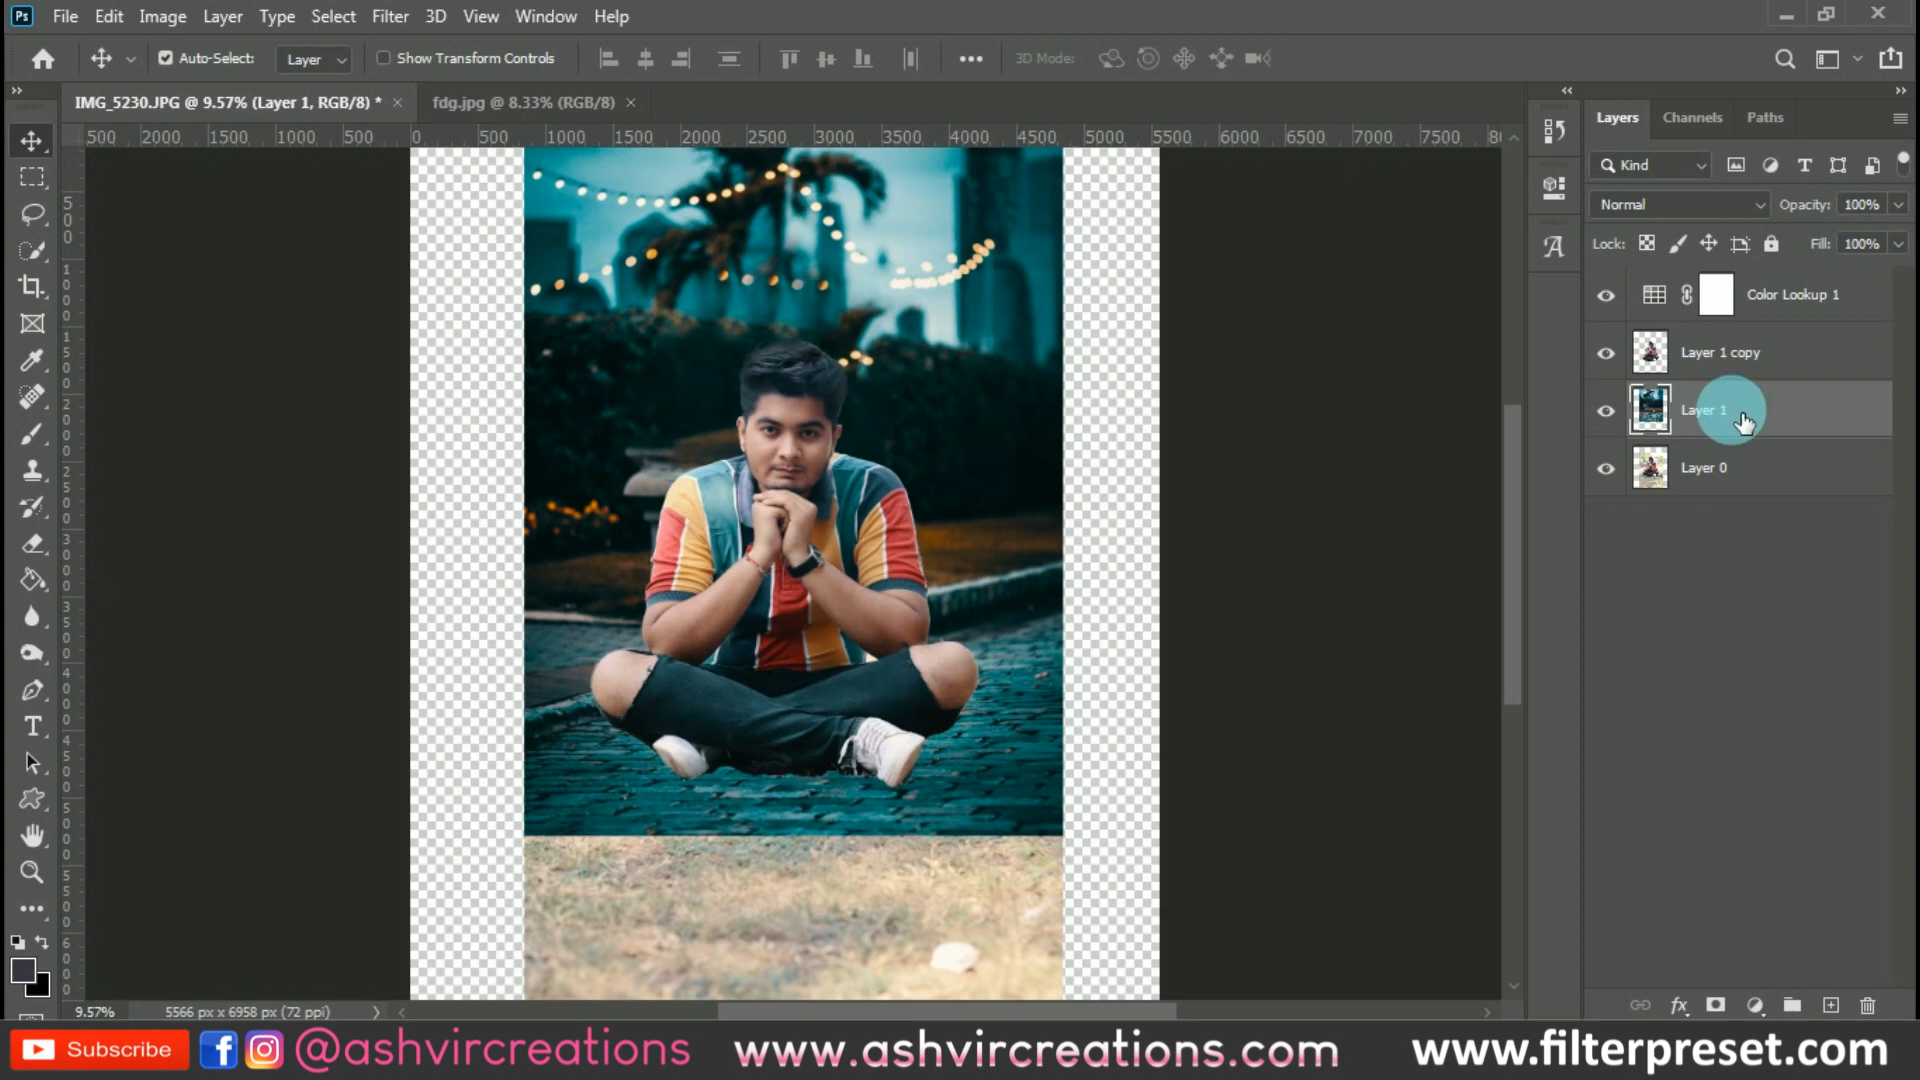 Ps File Edit Image Layer Type Select Filter 3D View Window Help
Auto-Select: Layer Show Transform Controls 3D Mode:
IMG_5230.JPG @ 9.57% (Layer 1, RGB/8) * × fdg.jpg @ 8.33% (RGB/8) ×
500 2000 1500 1000 500 0 500 1000 1500 2000 2500 3000 3500 4000 4500 5000 5500 6000 6500 7000 7500
Layers Channels Paths
Kind
Normal Opacity: 100%
Lock: Fill: 100%
Color Lookup 1
Layer 1 copy
Layer 1
Layer 0
9.57% 5566 px x 6958 px (72 ppi)
Subscribe @ashvircreations www.ashvircreations.com www.filterpreset.com